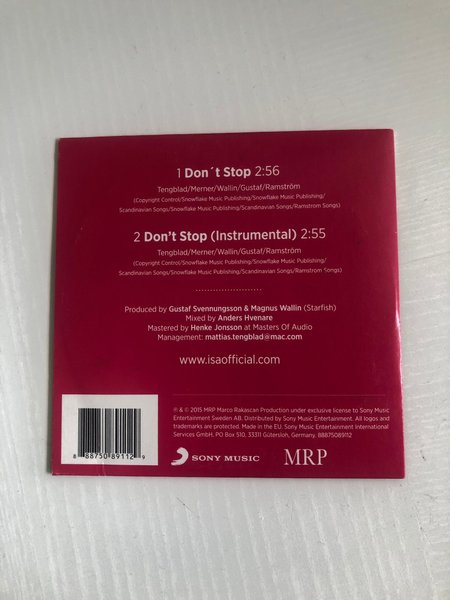 1 Don´t Stop 2:56
Tengblad/Merner/Wallin/Gustaf/Ramström
(Copyright Control/Snowflake Music Publishing/Snowflake Music Publishing/
Scandinavian Songs/Snowflake Music Publishing/Scandinavian Songs/Ramstrom Songs)
2 Don't Stop (Instrumental) 2:55
Tengblad/Merner/Wallin/Gustaf/Ramström
(Copyright Control/Snowflake Music Publishing/Snowflake Music Publishing/
Scandinavian Songs/Snowflake Music Publishing/Scandinavian Songs/Ramstrom Songs)
Produced by Gustaf Svennungsson & Magnus Wallin (Starfish)
Mixed by Anders Hvenare
Mastered by Henke Jonsson at Masters Of Audio
Management: mattias.tengblad@mac.com
www.isaofficial.com
℗ & © 2015 MRP Marco Rakascan Production under exclusive license to Sony Music
Entertainment Sweden AB. Distributed by Sony Music Entertainment. All logos and
trademarks are protected. Made in the EU. Sony Music Entertainment International
Services GmbH, PO Box 510, 33311 Gütersloh, Germany, 88875089112
8 88750 89112 9
SONY MUSIC
MRP